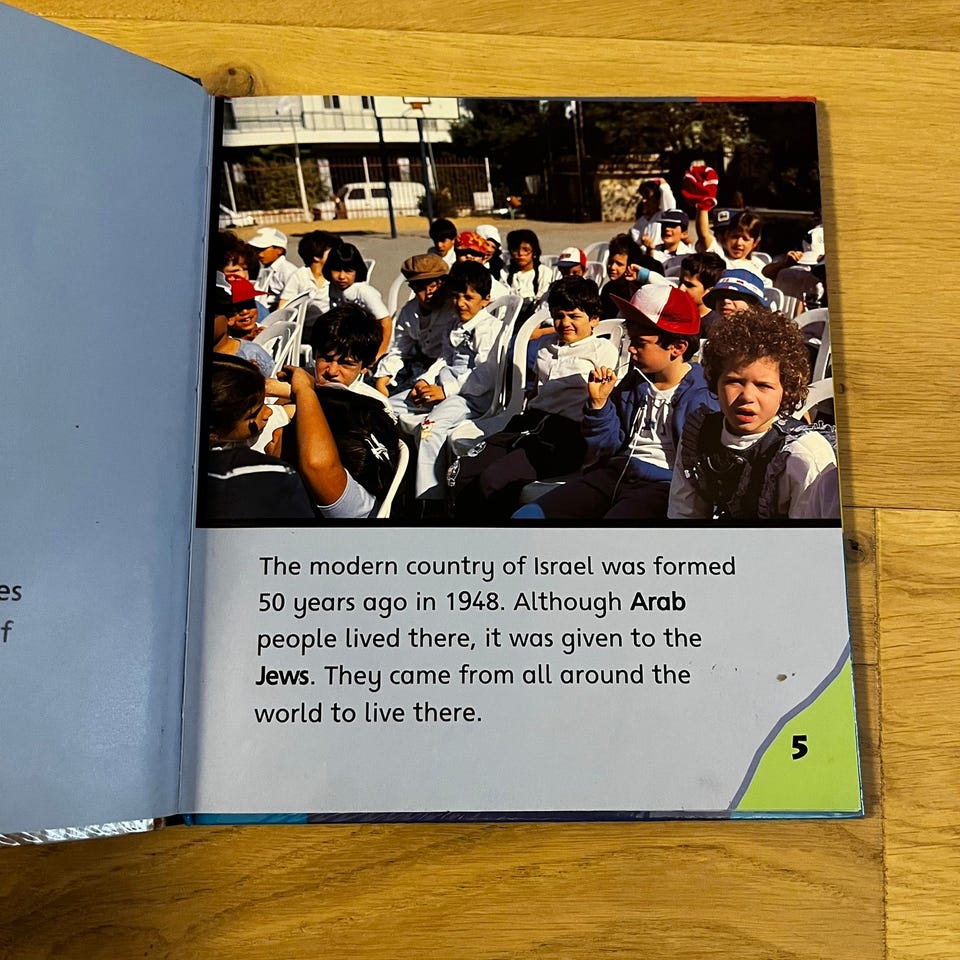 es
f
The modern country of Israel was formed
50 years ago in 1948. Although Arab
people lived there, it was given to the
Jews. They came from all around the
world to live there.
5